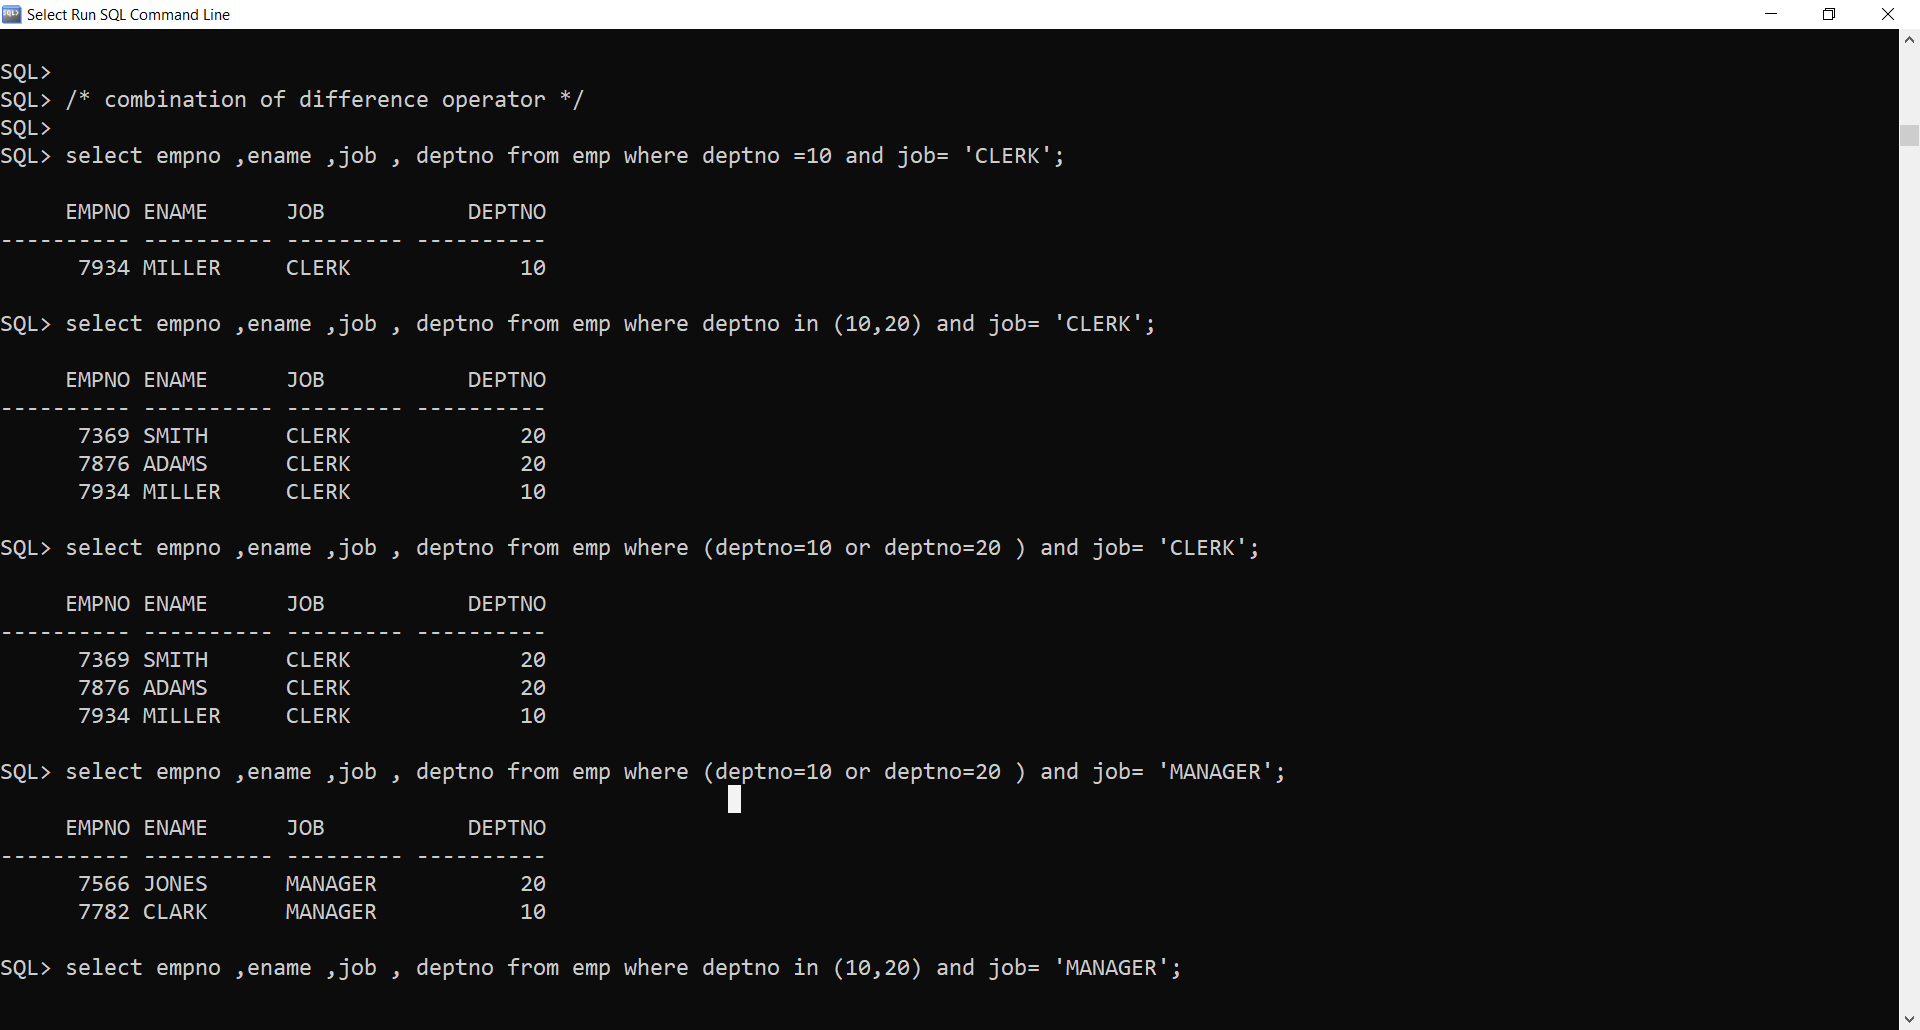 Select Run SQL Command Line
SQL>
SQL> /* combination of difference operator */
SQL>
SQL> select empno ,ename ,job , deptno from emp where deptno =10 and job= 'CLERK';
EMPNO ENAME JOB DEPTNO
---------- ---------- --------- ----------
7934 MILLER CLERK 10
SQL> select empno ,ename ,job , deptno from emp where deptno in (10,20) and job= 'CLERK';
EMPNO ENAME JOB DEPTNO
---------- ---------- --------- ----------
7369 SMITH CLERK 20
7876 ADAMS CLERK 20
7934 MILLER CLERK 10
SQL> select empno ,ename ,job , deptno from emp where (deptno=10 or deptno=20 ) and job= 'CLERK';
EMPNO ENAME JOB DEPTNO
---------- ---------- --------- ----------
7369 SMITH CLERK 20
7876 ADAMS CLERK 20
7934 MILLER CLERK 10
SQL> select empno ,ename ,job , deptno from emp where (deptno=10 or deptno=20 ) and job= 'MANAGER';
EMPNO ENAME JOB DEPTNO
---------- ---------- --------- ----------
7566 JONES MANAGER 20
7782 CLARK MANAGER 10
SQL> select empno ,ename ,job , deptno from emp where deptno in (10,20) and job= 'MANAGER';